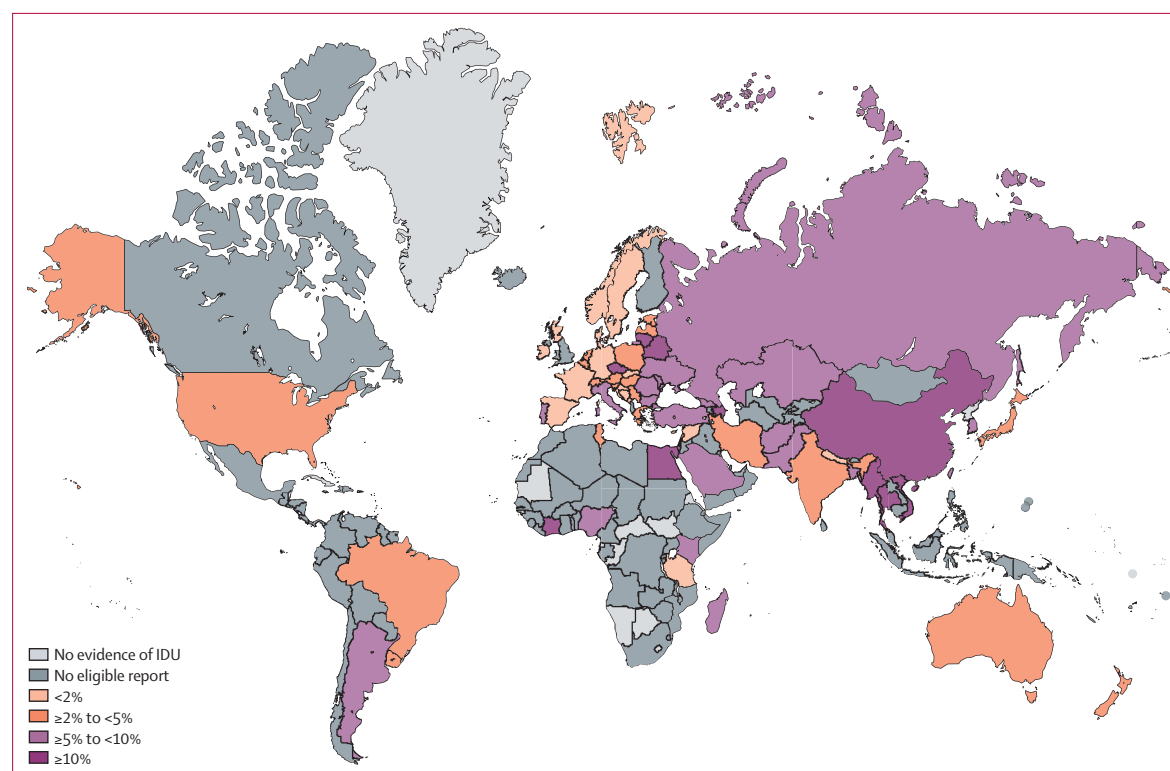 No evidence of IDU
No eligible report
<2%
≥2% to <5%
≥5% to <10%
≥10%